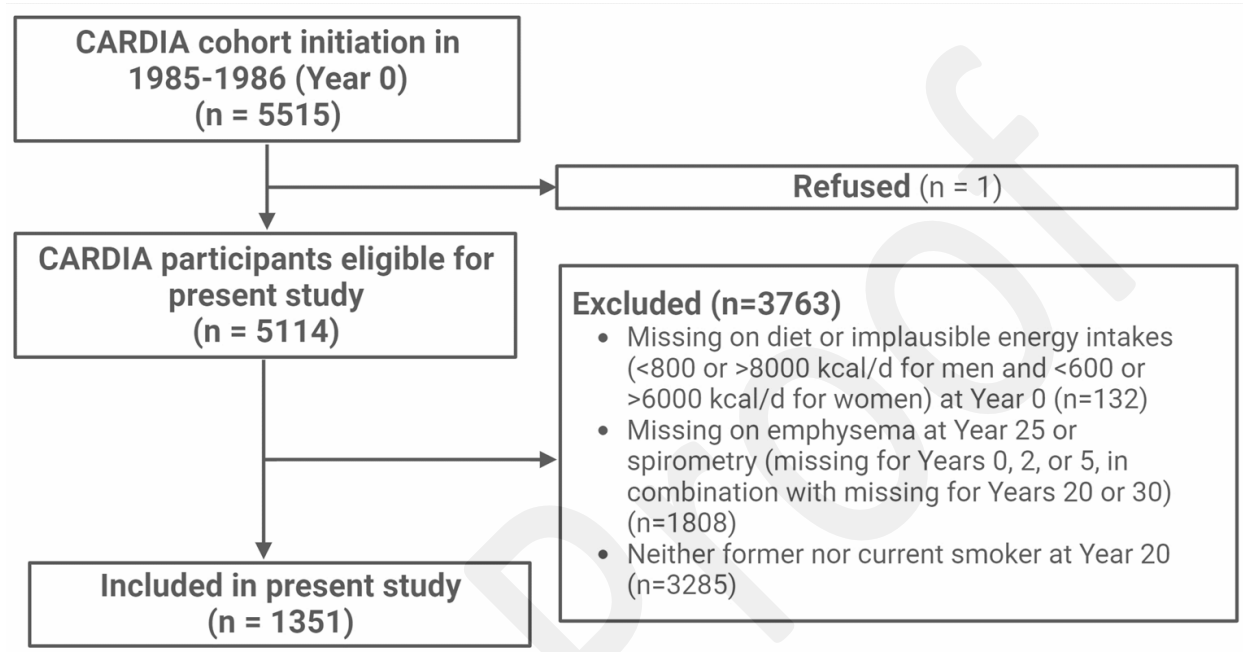 CARDIA cohort initiation in
1985-1986 (Year 0)
(n = 5515)
Refused (n = 1)
CARDIA participants eligible for
present study
(n = 5114)
Excluded (n=3763)
• Missing on diet or implausible energy intakes
(<800 or >8000 kcal/d for men and <600 or
>6000 kcal/d for women) at Year 0 (n=132)
• Missing on emphysema at Year 25 or
spirometry (missing for Years 0, 2, or 5, in
combination with missing for Years 20 or 30)
(n=1808)
• Neither former nor current smoker at Year 20
(n=3285)
Included in present study
(n = 1351)
Proof